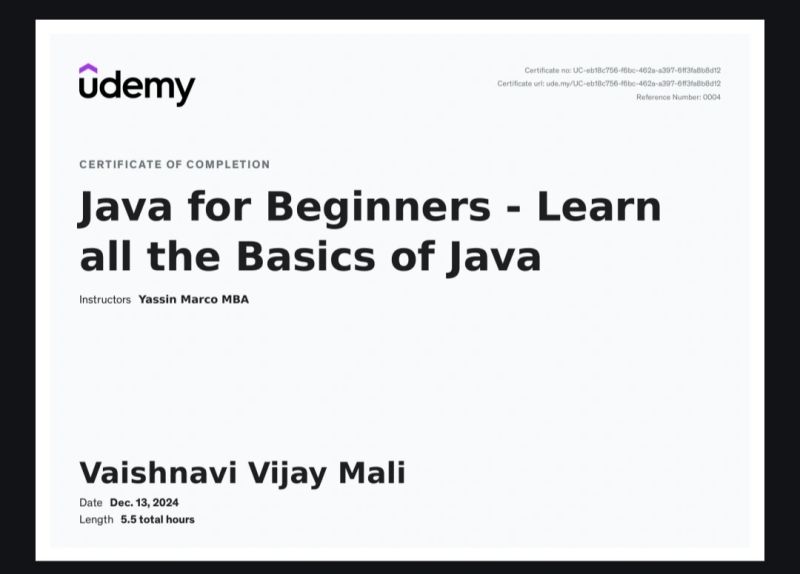 udemy
Certificate no: UC-eb18c756-f6bc-462a-a397-6ff3fa8b8d12
Certificate url: ude.my/UC-eb18c756-f6bc-462a-a397-6ff3fa8b8d12
Reference Number: 0004
CERTIFICATE OF COMPLETION
Java for Beginners - Learn
all the Basics of Java
Instructors Yassin Marco MBA
Vaishnavi Vijay Mali
Date Dec. 13, 2024
Length 5.5 total hours